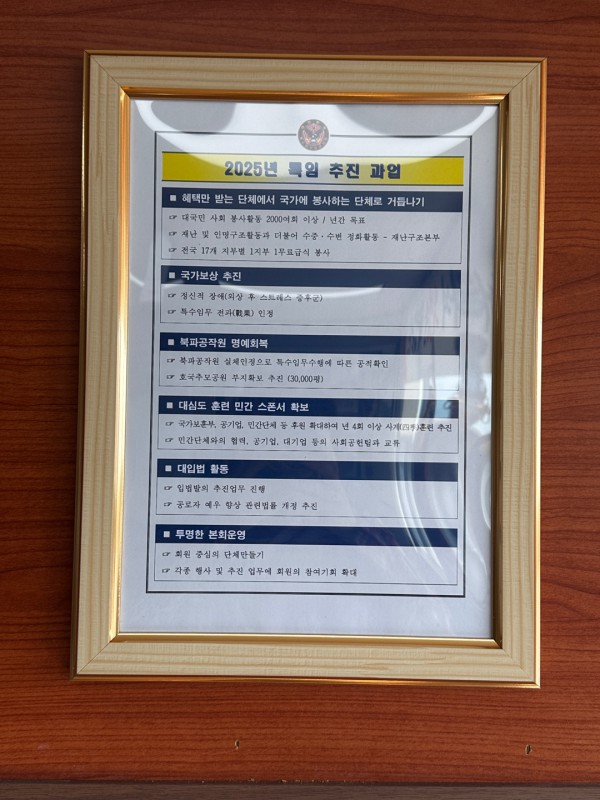 2025년 특임 추진 과업
■ 혜택만 받는 단체에서 국가에 봉사하는 단체로 거듭나기
☞ 대국민 사회 봉사활동 2000여회 이상 / 년간 목표
☞ 재난 및 인명구조활동과 더불어 수중·수변 정화활동 - 재난구조본부
☞ 전국 17개 지부별 1지부 1무료급식 봉사
■ 국가보상 추진
☞ 정신적 장애(외상 후 스트레스 증후군)
☞ 특수임무 전과(戰果) 인정
■ 북파공작원 명예회복
☞ 북파공작원 실체인정으로 특수임무수행에 따른 공적확인
☞ 호국추모공원 부지확보 추진 (30,000평)
■ 대심도 훈련 민간 스폰서 확보
☞ 국가보훈부, 공기업, 민간단체 등 후원 확대하여 년 4회 이상 사계(四季)훈련 추진
☞ 민간단체와의 협력, 공기업, 대기업 등의 사회공헌팀과 교류
■ 대입법 활동
☞ 입법발의 추진업무 진행
☞ 공로자 예우 향상 관련법률 개정 추진
■ 투명한 본회운영
☞ 회원 중심의 단체만들기
☞ 각종 행사 및 추진 업무에 회원의 참여기회 확대